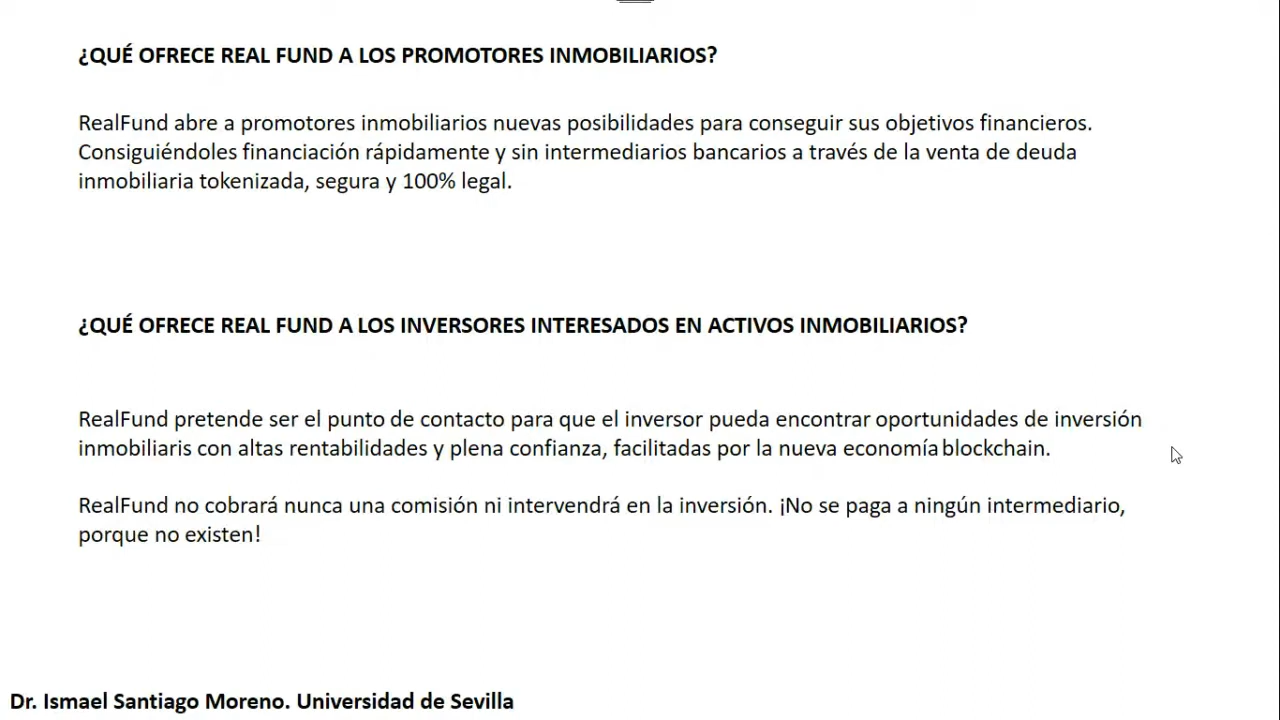 ¿QUÉ OFRECE REAL FUND A LOS PROMOTORES INMOBILIARIOS?
RealFund abre a promotores inmobiliarios nuevas posibilidades para conseguir sus objetivos financieros.
Consiguiéndoles financiación rápidamente y sin intermediarios bancarios a través de la venta de deuda
inmobiliaria tokenizada, segura y 100% legal.
¿QUÉ OFRECE REAL FUND A LOS INVERSORES INTERESADOS EN ACTIVOS INMOBILIARIOS?
RealFund pretende ser el punto de contacto para que el inversor pueda encontrar oportunidades de inversión
inmobiliaris con altas rentabilidades y plena confianza, facilitadas por la nueva economía blockchain.
RealFund no cobrará nunca una comisión ni intervendrá en la inversión. ¡No se paga a ningún intermediario,
porque no existen!
Dr. Ismael Santiago Moreno. Universidad de Sevilla